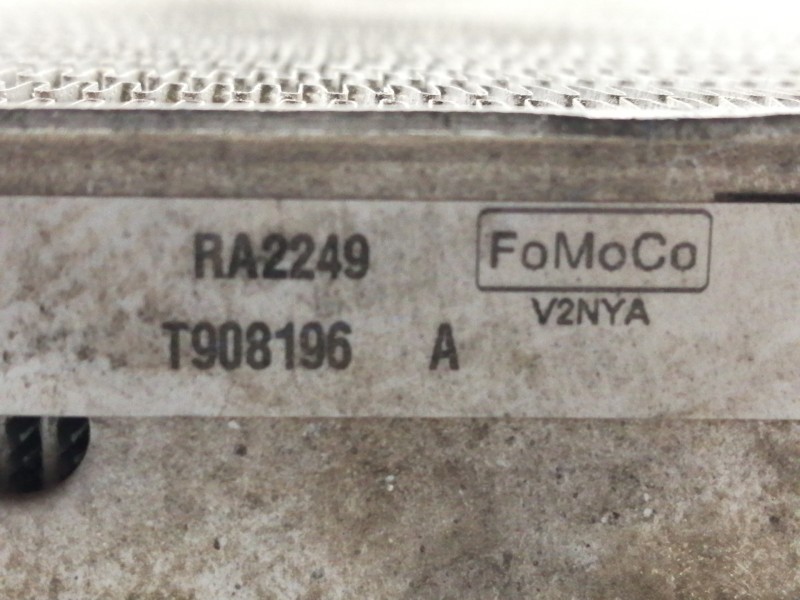 RA2249
FoMoCo
V2NYA
T908196 A